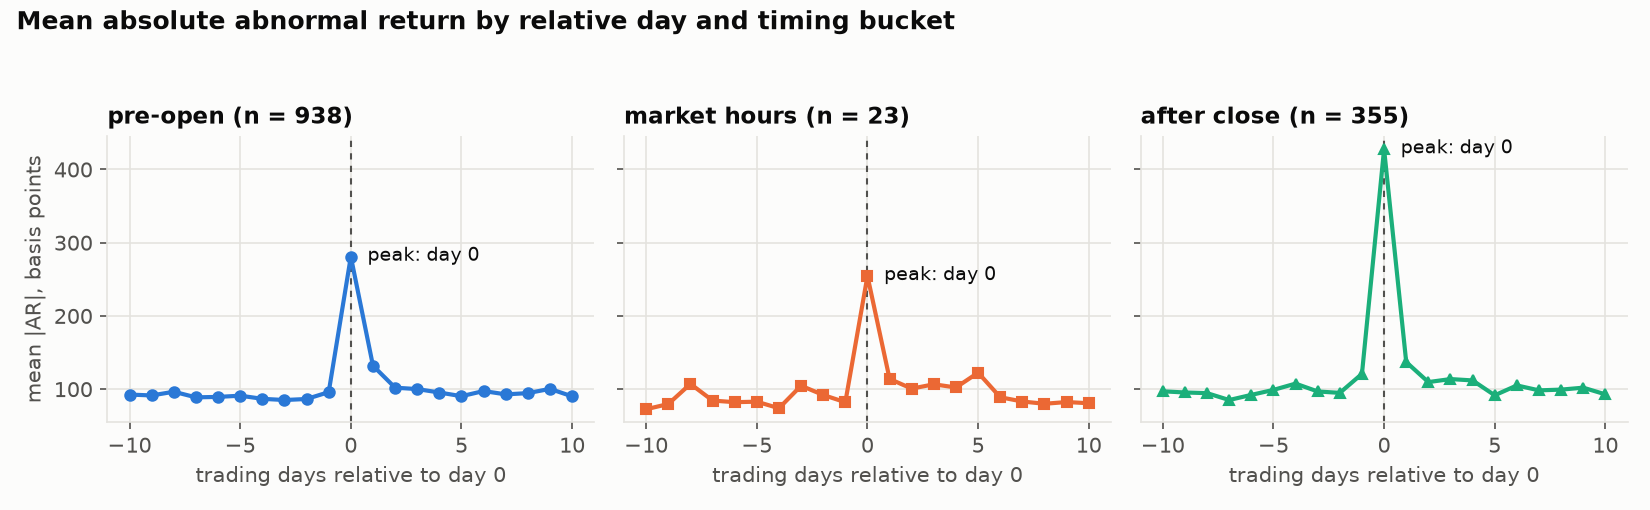 Mean absolute abnormal return by relative day and timing bucket
pre-open (n = 938)
market hours (n = 23)
after close (n = 355)
mean |AR|, basis points
400
300
200
100
peak: day 0
peak: day 0
peak: day 0
−10 −5 0 5 10
−10 −5 0 5 10
−10 −5 0 5 10
trading days relative to day 0
trading days relative to day 0
trading days relative to day 0